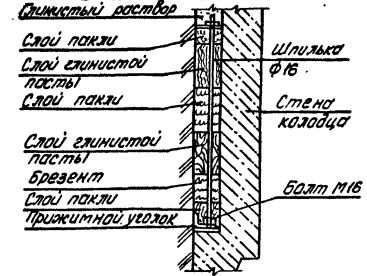 Глинистый раствор
Слой пакли
Слой глинистой
пасты
Слой пакли
Слой глинистой
пасты
Брезент
Слой пакли
Прижимной уголок
Шпилька
Ф16
Стена
колодца
Болт М16